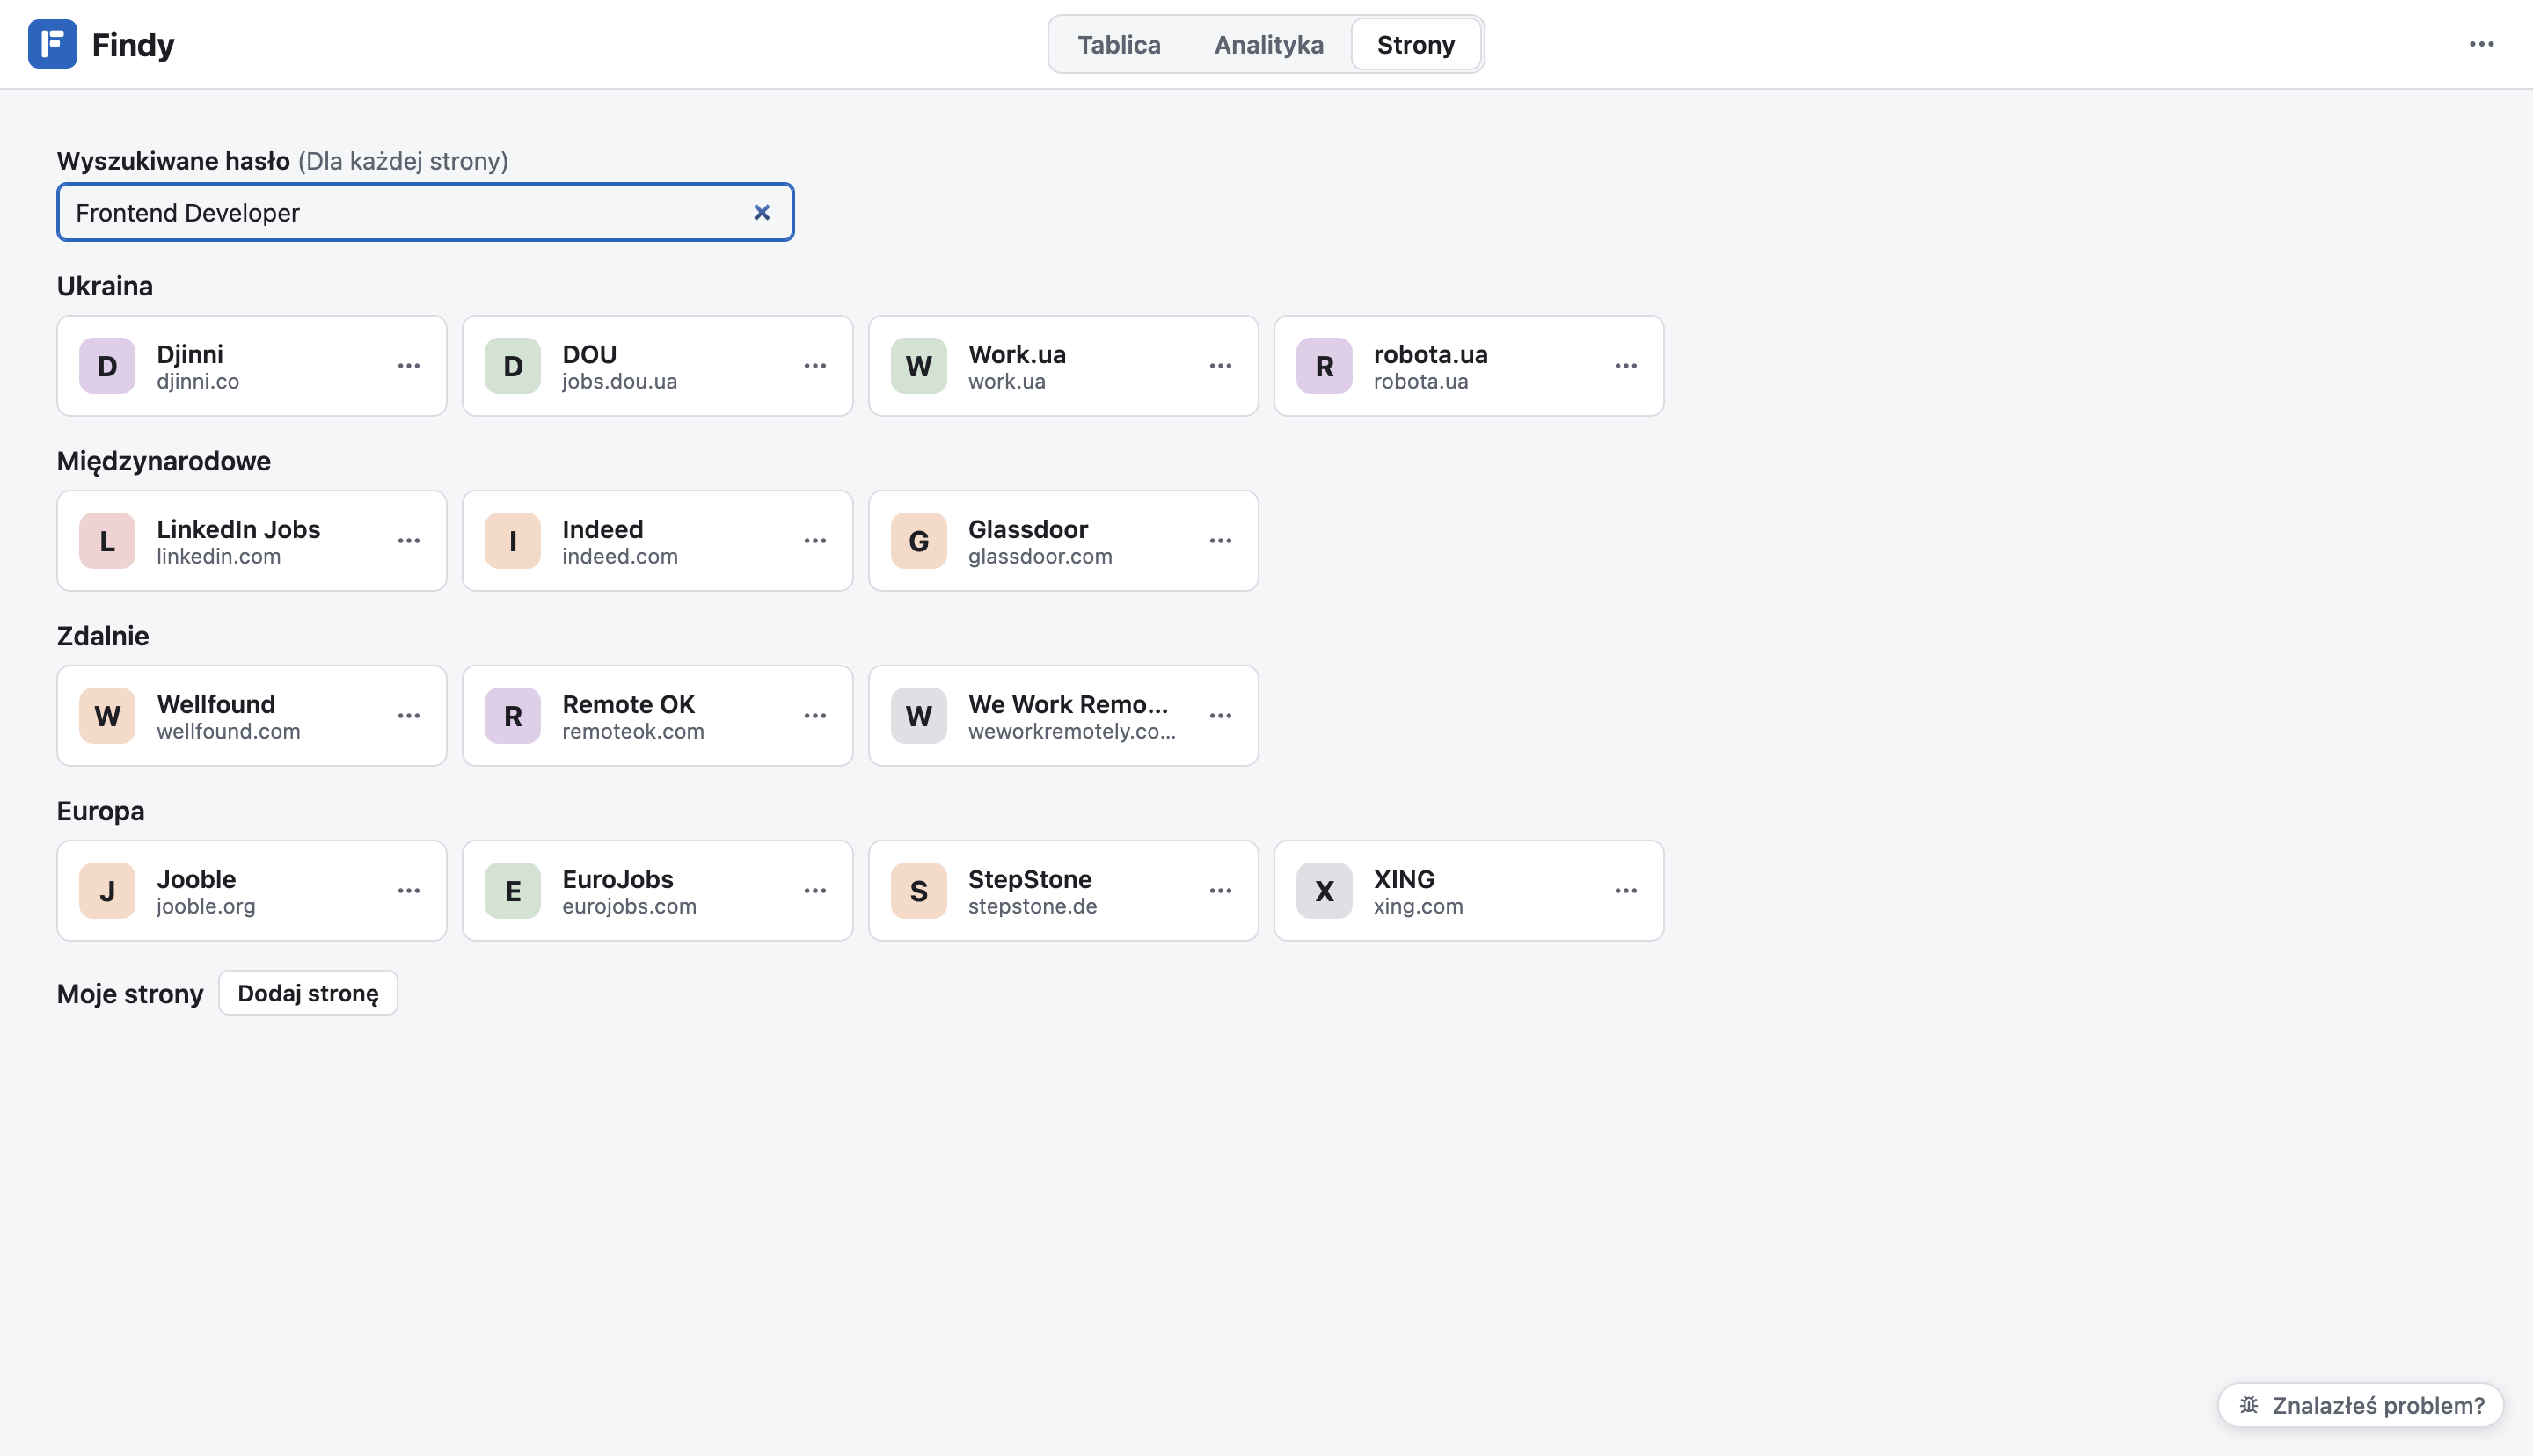 Findy
Tablica
Analityka
Strony
Wyszukiwane hasło (Dla każdej strony)
Frontend Developer
Ukraina
D
Djinni
djinni.co
D
DOU
jobs.dou.ua
W
Work.ua
work.ua
R
robota.ua
robota.ua
Międzynarodowe
L
LinkedIn Jobs
linkedin.com
I
Indeed
indeed.com
G
Glassdoor
glassdoor.com
Zdalnie
W
Wellfound
wellfound.com
R
Remote OK
remoteok.com
W
We Work Remo...
weworkremotely.co...
Europa
J
Jooble
jooble.org
E
EuroJobs
eurojobs.com
S
StepStone
stepstone.de
X
XING
xing.com
Moje strony
Dodaj stronę
Znalazłeś problem?